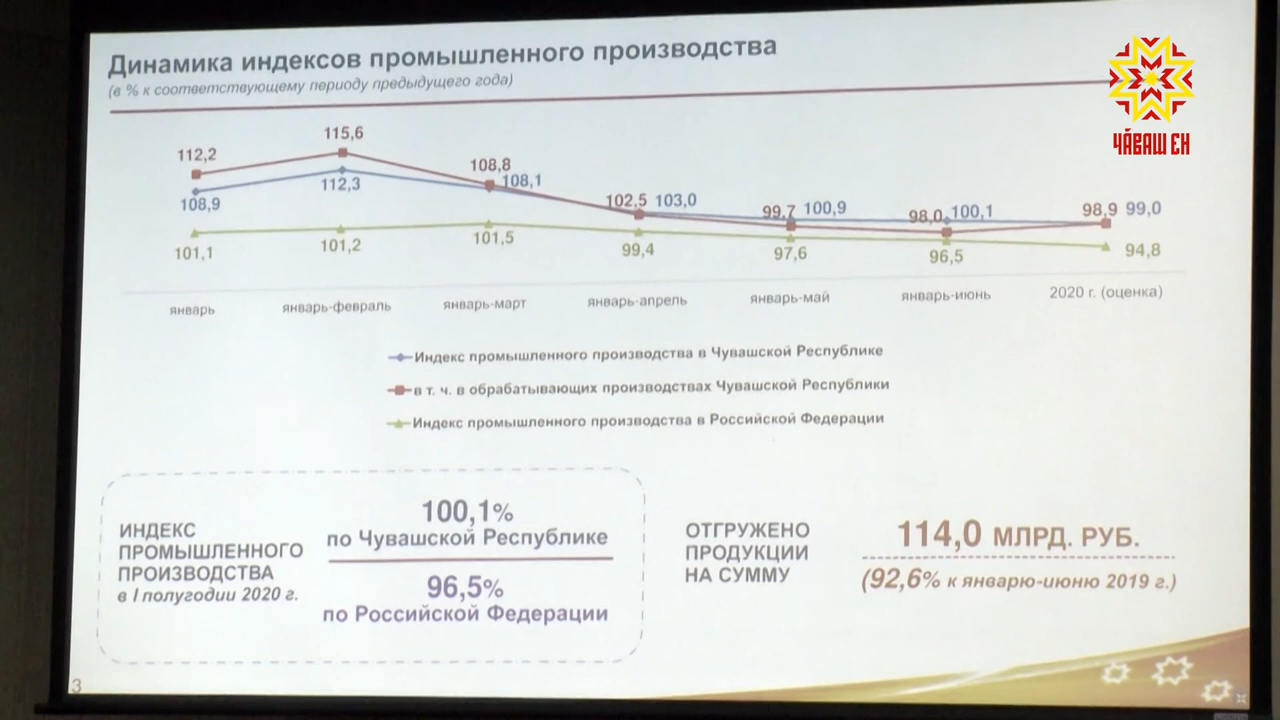 Динамика индексов промышленного производства
(в % к соответствующему периоду предыдущего года)
ЧӐВАШ ЕН
112,2 115,6 108,8 102,5 99,7 98,0 98,9
108,9 112,3 108,1 103,0 100,9 100,1 99,0
101,1 101,2 101,5 99,4 97,6 96,5 94,8
январь январь-февраль январь-март январь-апрель январь-май январь-июнь 2020 г. (оценка)
Индекс промышленного производства в Чувашской Республике
в т. ч. в обрабатывающих производствах Чувашской Республики
Индекс промышленного производства в Российской Федерации
ИНДЕКС
ПРОМЫШЛЕННОГО
ПРОИЗВОДСТВА
в I полугодии 2020 г.
100,1%
по Чувашской Республике
96,5%
по Российской Федерации
ОТГРУЖЕНО
ПРОДУКЦИИ
НА СУММУ
114,0 МЛРД. РУБ.
(92,6% к январю-июню 2019 г.)
3